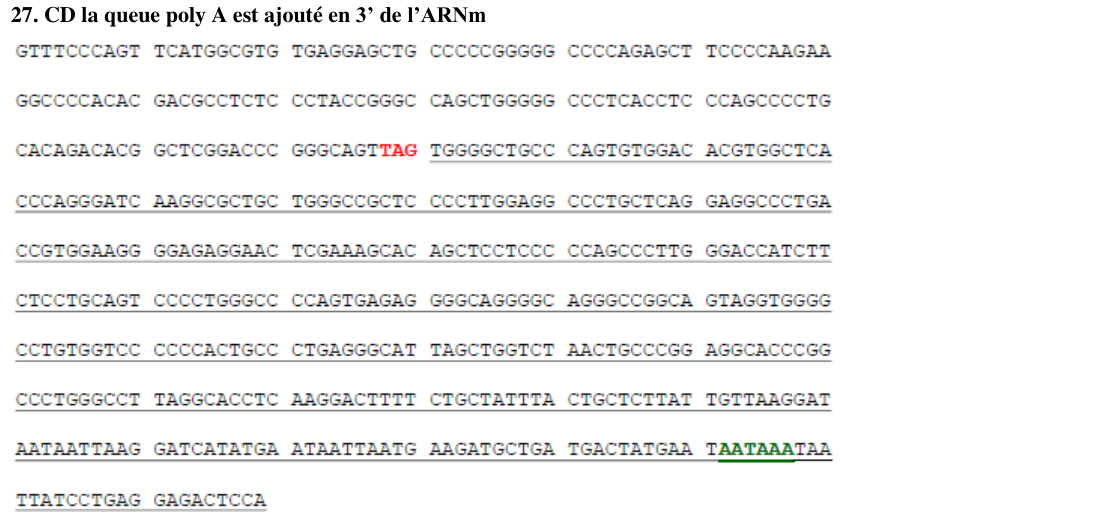 27. CD la queue poly A est ajouté en 3’ de l’ARNm
GTTTCCCAGT TCATGGCGTG TGAGGAGCTG CCCCCGGGGG CCCCAGAGCT TCCCCAAGAA
GGCCCCACAC GACGCCTCTC CCTACCGGGC CAGCTGGGGG CCCTCACCTC CCAGCCCCTG
CACAGACACG GCTCGGACCC GGGCAGTTAG TGGGGCTGCC CAGTGTGGAC ACGTGGCTCA
CCCAGGGATC AAGGCGCTGC TGGGCCGCTC CCCTTGGAGG CCCTGCTCAG GAGGCCCTGA
CCGTGGAAGG GGAGAGGAAC TCGAAAGCAC AGCTCCTCCC CCAGCCCTTG GGACCATCTT
CTCCTGCAGT CCCCTGGGCC CCAGTGAGAG GGGCAGGGGC AGGGCCGGCA GTAGGTGGGG
CCTGTGGTCC CCCCACTGCC CTGAGGGCAT TAGCTGGTCT AACTGCCCGG AGGCACCCGG
CCCTGGGCCT TAGGCACCTC AAGGACTTTT CTGCTATTTA CTGCTCTTAT TGTTAAGGAT
AATAATTAAG GATCATATGA ATAATTAATG AAGATGCTGA TGACTATGAA TAATAAATAA
TTATCCTGAG GAGACTCCA